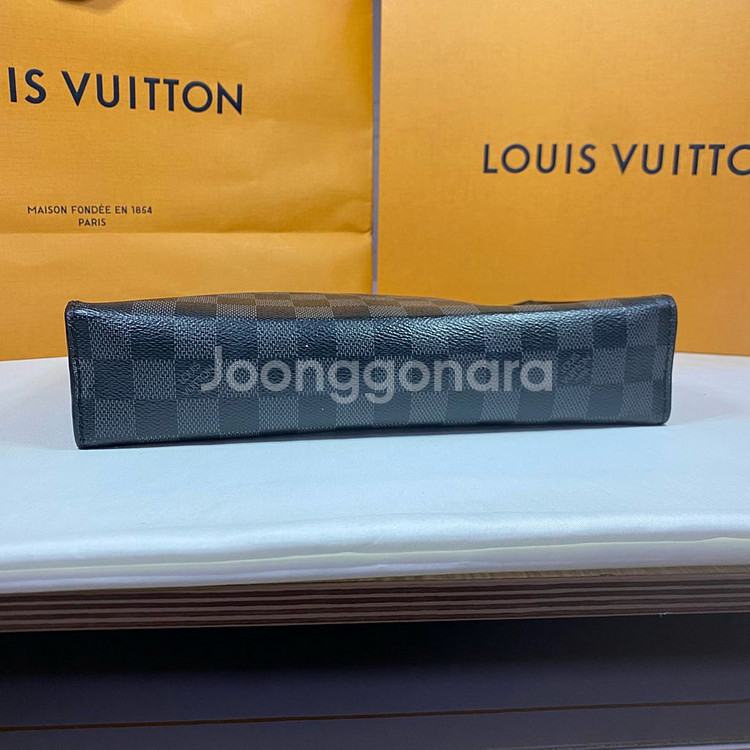 IS VUITTON
MAISON FONDÉE EN 1854
PARIS
LOUIS VUITTO
Joonggonara